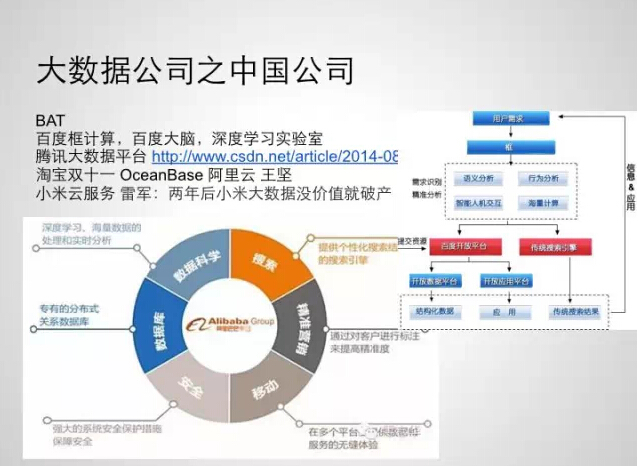 大数据公司之中国公司
BAT
百度框计算，百度大脑，深度学习实验室
腾讯大数据平台 http://www.csdn.net/article/2014-08
淘宝双十一 OceanBase 阿里云 王坚
小米云服务 雷军：两年后小米大数据没价值就破产
用户需求
框
需求识别
精准分析
语义分析
行为分析
智能人机交互
海量计算
信息&应用
提交资源
百度开放平台
传统搜索引擎
开放数据平台
开放应用平台
结构化数据
应 用
传统搜索结果
深度学习、海量数据的
处理和实时分析
专有的分布式
关系数据库
强大的系统安全保护措施
保障安全
数据科学
搜索
精准营销
移动
安全
数据库
Alibaba Group
阿里巴巴集团
提供个性化搜索结
的搜索引擎
通过对客户进行标注
来提高精准度
在多个平台
服务的无缝体验